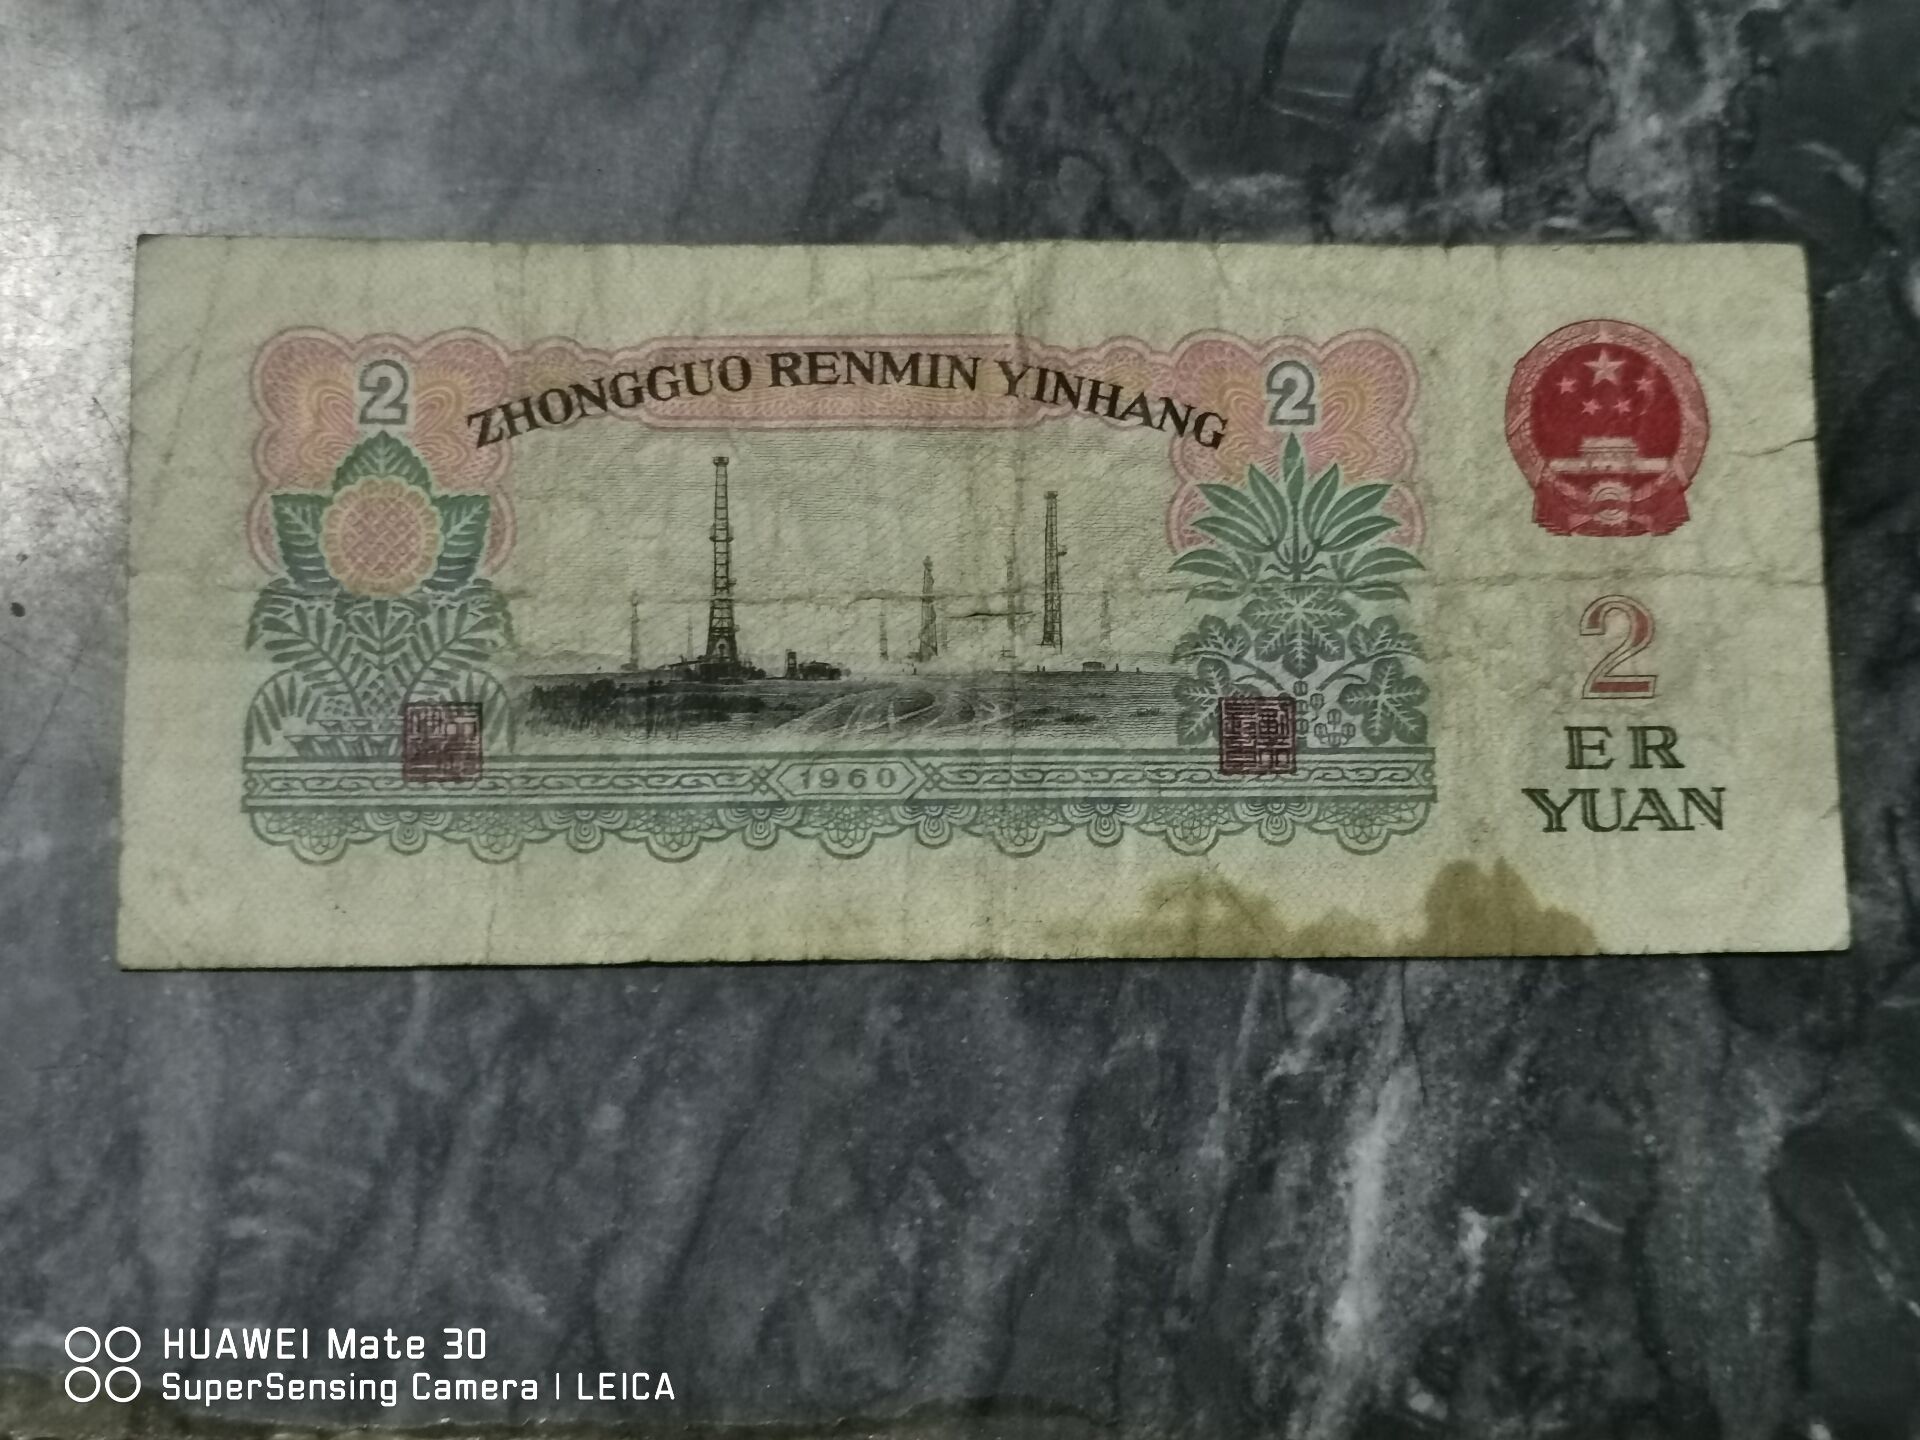 2 ZHONGGUO RENMIN YINHANG 2
1960
2
ER
YUAN
HUAWEI Mate 30
SuperSensing Camera | LEICA